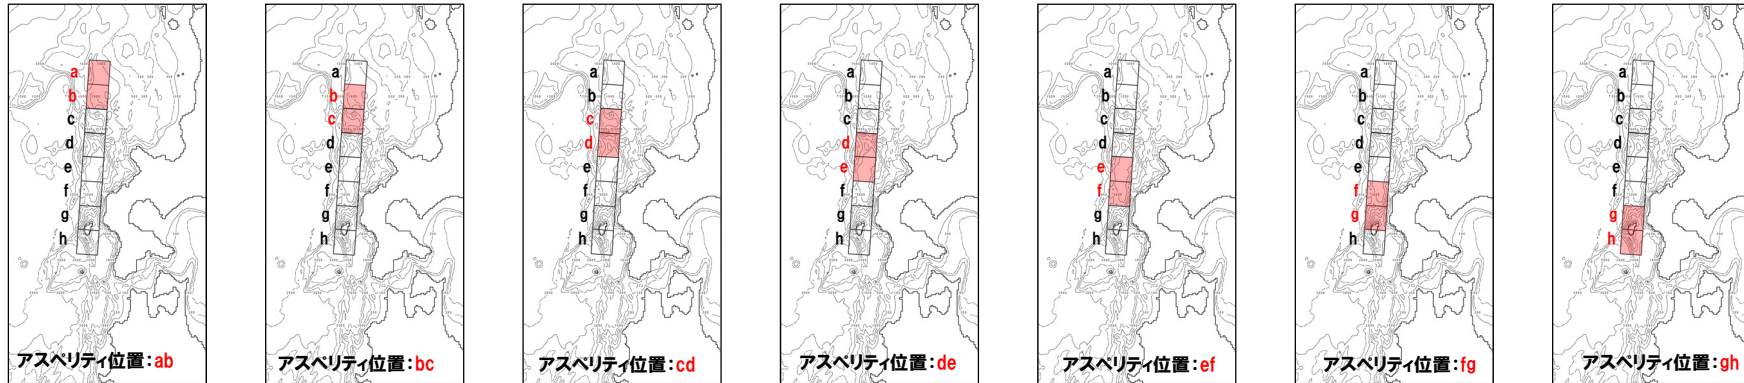 a
b
c
d
e
f
g
h
アスペリティ位置:ab
a
b
c
d
e
f
g
h
アスペリティ位置:bc
a
b
c
d
e
f
g
h
アスペリティ位置:cd
a
b
c
d
e
f
g
h
アスペリティ位置:de
a
b
c
d
e
f
g
h
アスペリティ位置:ef
a
b
c
d
e
f
g
h
アスペリティ位置:fg
a
b
c
d
e
f
g
h
アスペリティ位置:gh